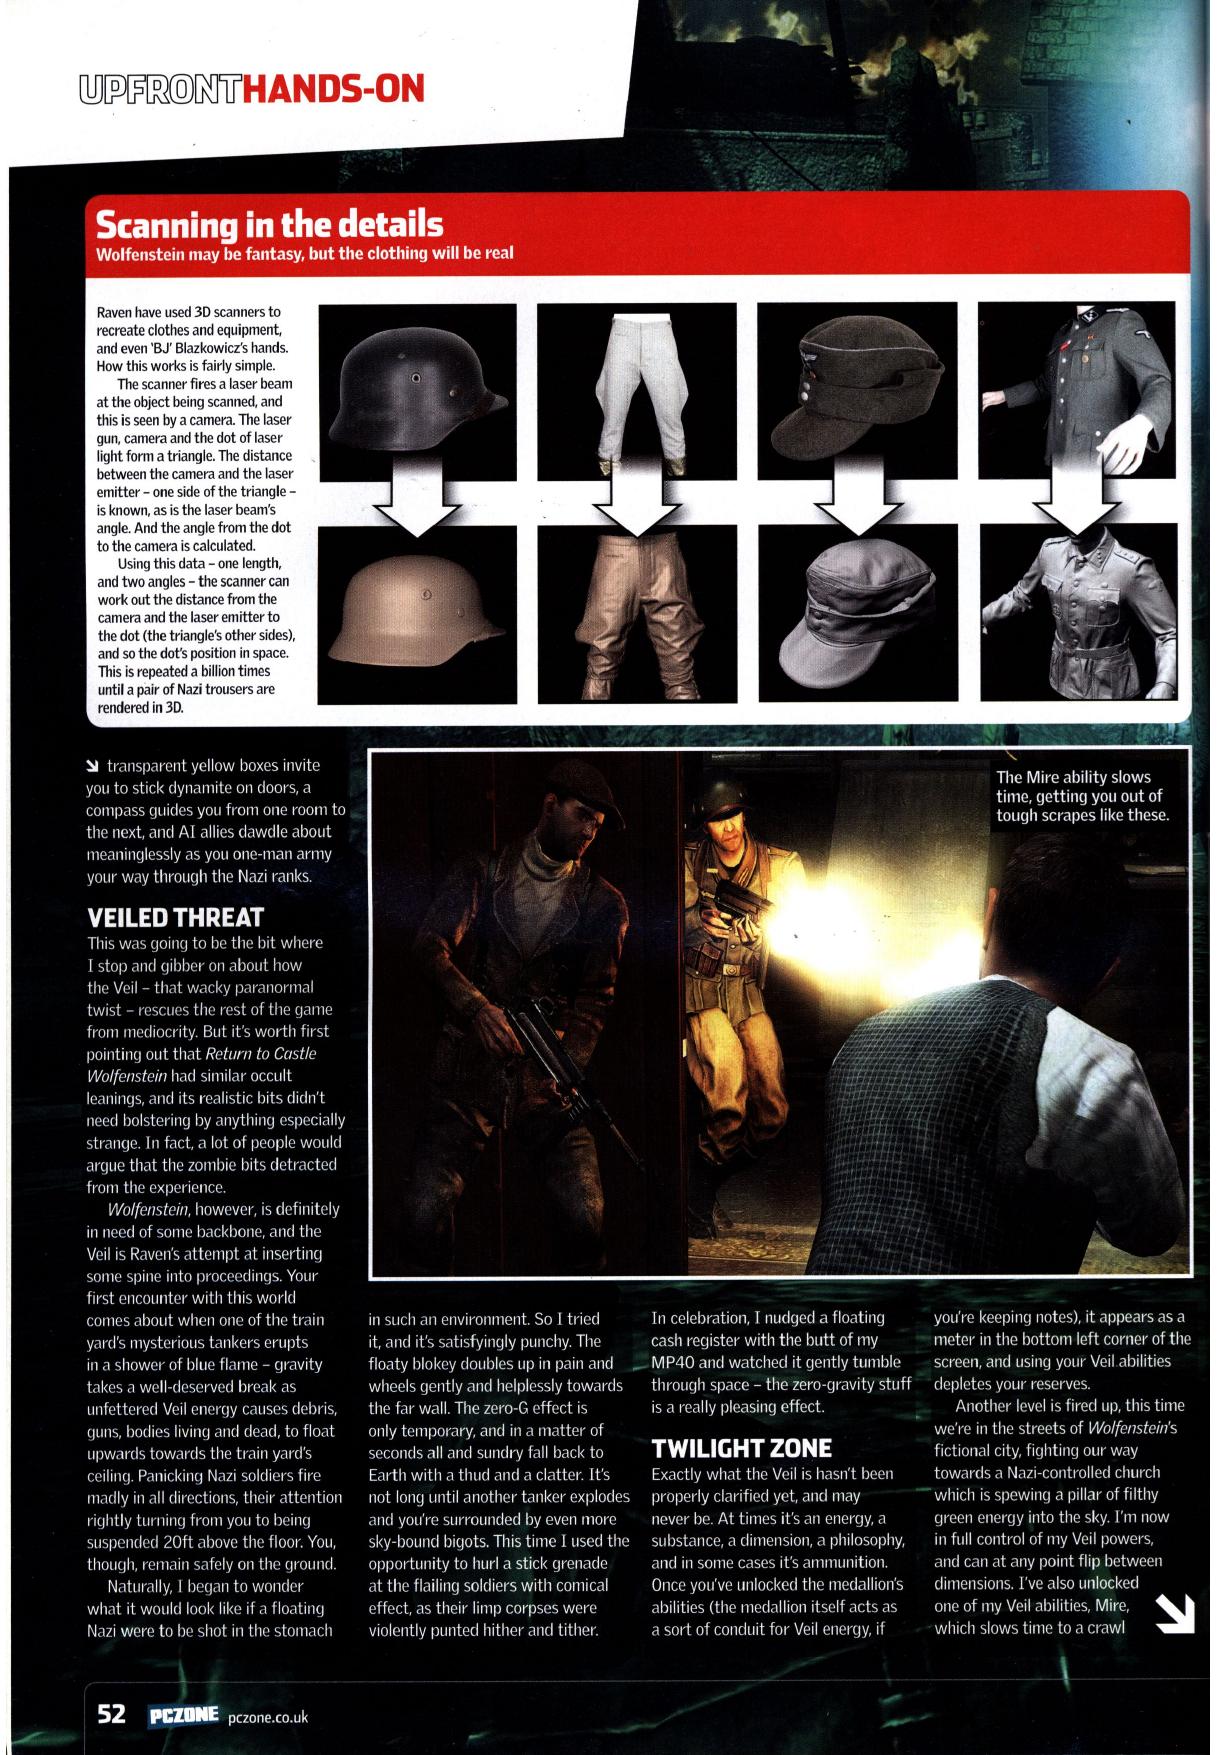 UPFRONTHANDS-ON
Scanning in the details
Wolfenstein may be fantasy, but the clothing will be real
Raven have used 3D scanners to
recreate clothes and equipment,
and even 'BJ' Blazkowicz's hands.
How this works is fairly simple.
The scanner fires a laser beam
at the object being scanned, and
this is seen by a camera. The laser
gun, camera and the dot of laser
light form a triangle. The distance
between the camera and the laser
emitter – one side of the triangle –
is known, as is the laser beam's
angle. And the angle from the dot
to the camera is calculated.
Using this data – one length,
and two angles – the scanner can
work out the distance from the
camera and the laser emitter to
the dot (the triangle's other sides),
and so the dot's position in space.
This is repeated a billion times
until a pair of Nazi trousers are
rendered in 3D.
transparent yellow boxes invite
you to stick dynamite on doors, a
compass guides you from one room to
the next, and AI allies dawdle about
meaninglessly as you one-man army
your way through the Nazi ranks.
VEILED THREAT
This was going to be the bit where
I stop and gibber on about how
the Veil – that wacky paranormal
twist – rescues the rest of the game
from mediocrity. But it's worth first
pointing out that Return to Castle
Wolfenstein had similar occult
leanings, and its realistic bits didn't
need bolstering by anything especially
strange. In fact, a lot of people would
argue that the zombie bits detracted
from the experience.
Wolfenstein, however, is definitely
in need of some backbone, and the
Veil is Raven's attempt at inserting
some spine into proceedings. Your
first encounter with this world
comes about when one of the train
yard's mysterious tankers erupts
in a shower of blue flame – gravity
takes a well-deserved break as
unfettered Veil energy causes debris,
guns, bodies living and dead, to float
upwards towards the train yard's
ceiling. Panicking Nazi soldiers fire
madly in all directions, their attention
rightly turning from you to being
suspended 20ft above the floor. You,
though, remain safely on the ground.
Naturally, I began to wonder
what it would look like if a floating
Nazi were to be shot in the stomach
The Mire ability slows
time, getting you out of
tough scrapes like these.
in such an environment. So I tried
it, and it's satisfyingly punchy. The
floaty blokey doubles up in pain and
wheels gently and helplessly towards
the far wall. The zero-G effect is
only temporary, and in a matter of
seconds all and sundry fall back to
Earth with a thud and a clatter. It's
not long until another tanker explodes
and you're surrounded by even more
sky-bound bigots. This time I used the
opportunity to hurl a stick grenade
at the flailing soldiers with comical
effect, as their limp corpses were
violently punted hither and tither.
In celebration, I nudged a floating
cash register with the butt of my
MP40 and watched it gently tumble
through space – the zero-gravity stuff
is a really pleasing effect.
TWILIGHT ZONE
Exactly what the Veil is hasn't been
properly clarified yet, and may
never be. At times it's an energy, a
substance, a dimension, a philosophy,
and in some cases it's ammunition.
Once you've unlocked the medallion's
abilities (the medallion itself acts as
a sort of conduit for Veil energy, if
you're keeping notes), it appears as a
meter in the bottom left corner of the
screen, and using your Veil abilities
depletes your reserves.
Another level is fired up, this time
we're in the streets of Wolfenstein's
fictional city, fighting our way
towards a Nazi-controlled church
which is spewing a pillar of filthy
green energy into the sky. I'm now
in full control of my Veil powers,
and can at any point flip between
dimensions. I've also unlocked
one of my Veil abilities, Mire,
which slows time to a crawl
52 PCZONE pczone.co.uk